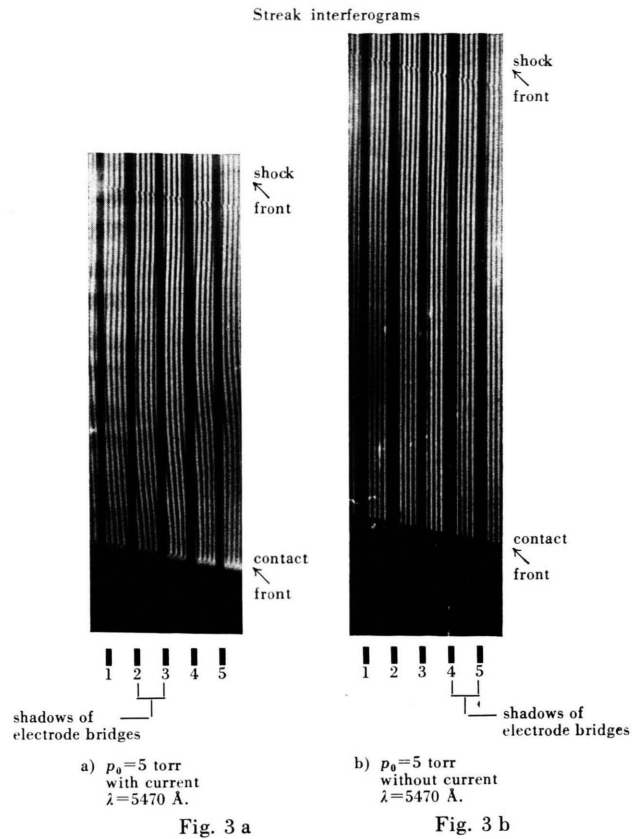 Streak interferograms
shock
front
contact
front
1 2 3 4 5
shadows of
electrode bridges
a) p₀=5 torr
with current
λ=5470 Å.
Fig. 3 a
shock
front
contact
front
1 2 3 4 5
shadows of
electrode bridges
b) p₀=5 torr
without current
λ=5470 Å.
Fig. 3 b